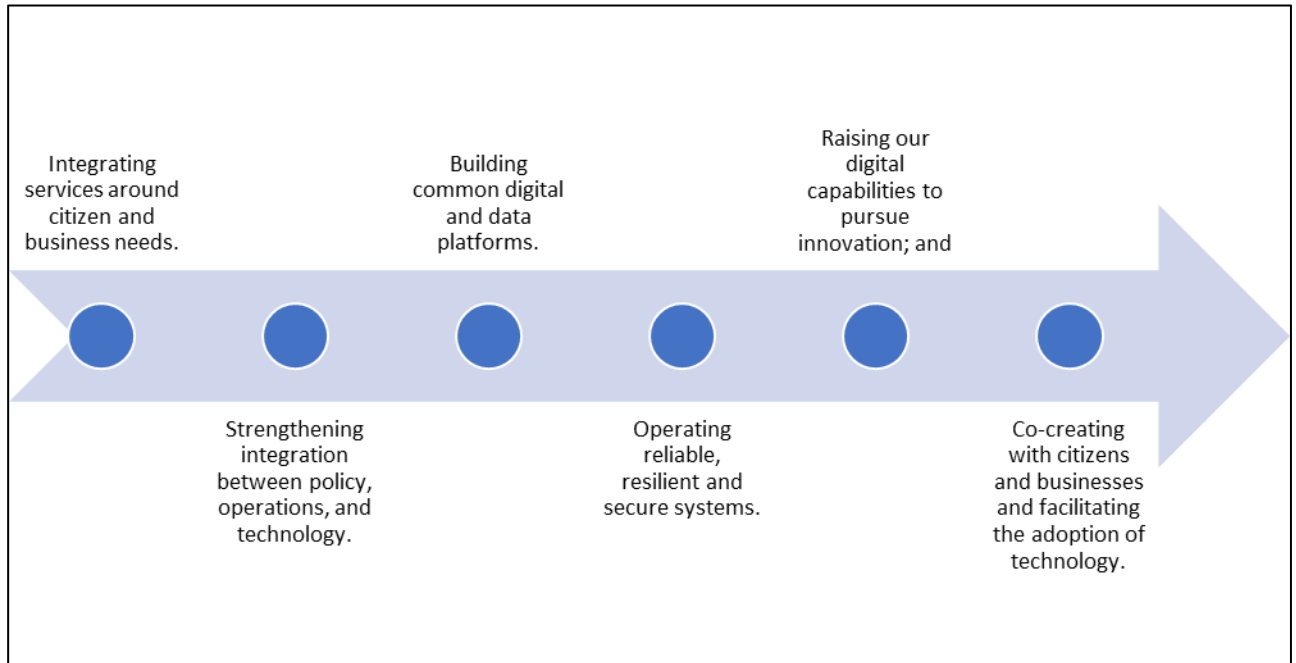 Integrating
services around
citizen and
business needs.
Strengthening
integration
between policy,
operations, and
technology.
Building
common digital
and data
platforms.
Operating
reliable,
resilient and
secure systems.
Raising our
digital
capabilities to
pursue
innovation; and
Co-creating
with citizens
and businesses
and facilitating
the adoption of
technology.